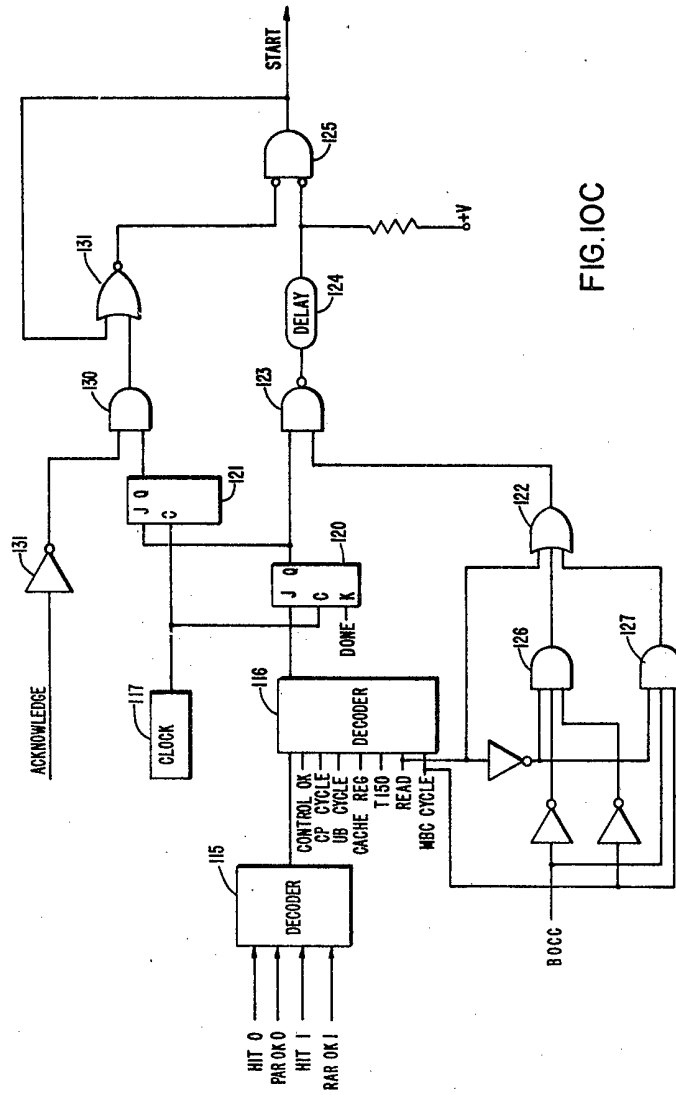 ACKNOWLEDGE
131
130
131
START
125
CLOCK
117
J Q
C
121
DELAY
124
123
+V
HIT 0
PAR OK 0
HIT 1
RAR OK 1
DECODER
115
DECODER
116
CONTROL OK
CP CYCLE
UB CYCLE
CACHE REG
T150
READ
MBC CYCLE
J Q
C
K
120
DONE
122
126
127
BOCC
FIG. 10C